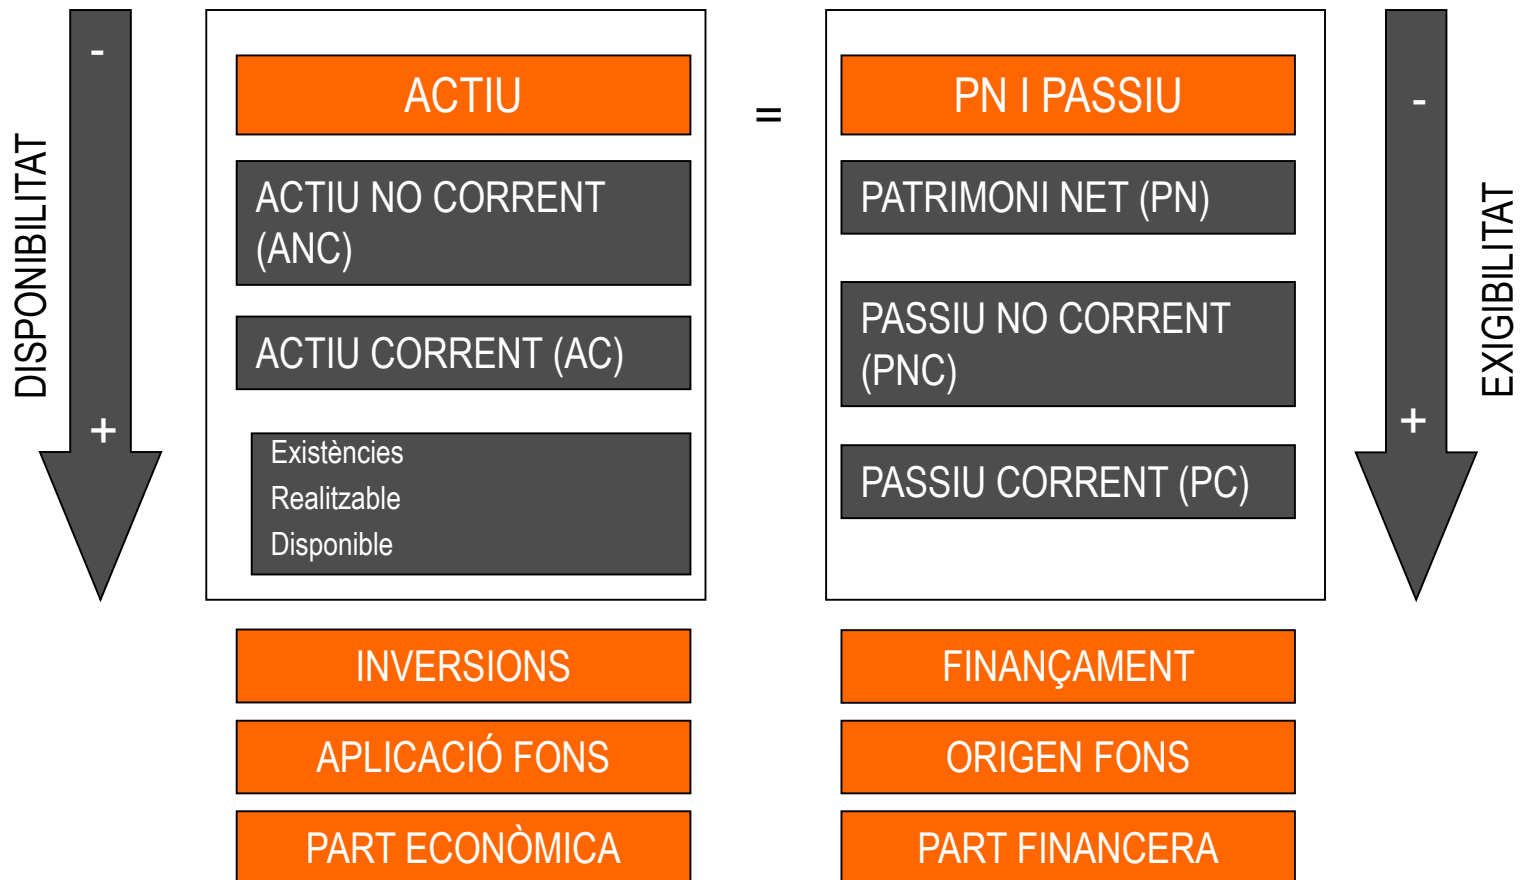 DISPONIBILITAT
-
+
ACTIU
ACTIU NO CORRENT
(ANC)
ACTIU CORRENT (AC)
Existències
Realitzable
Disponible
=
PN I PASSIU
PATRIMONI NET (PN)
PASSIU NO CORRENT
(PNC)
PASSIU CORRENT (PC)
-
+
EXIGIBILITAT
INVERSIONS
FINANÇAMENT
APLICACIÓ FONS
ORIGEN FONS
PART ECONÒMICA
PART FINANCERA